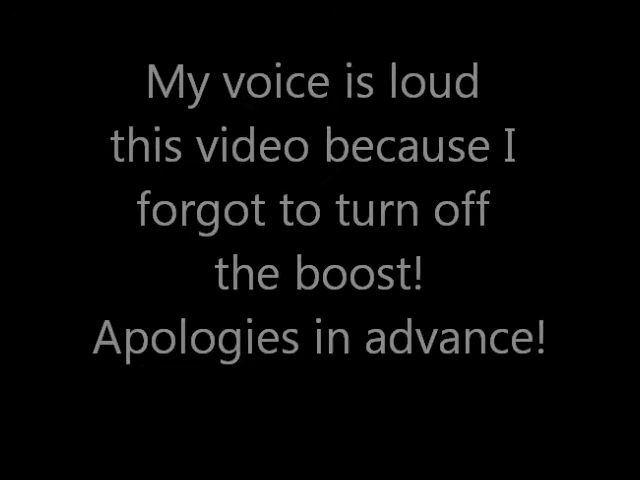 My voice is loud
this video because I
forgot to turn off
the boost!
Apologies in advance!